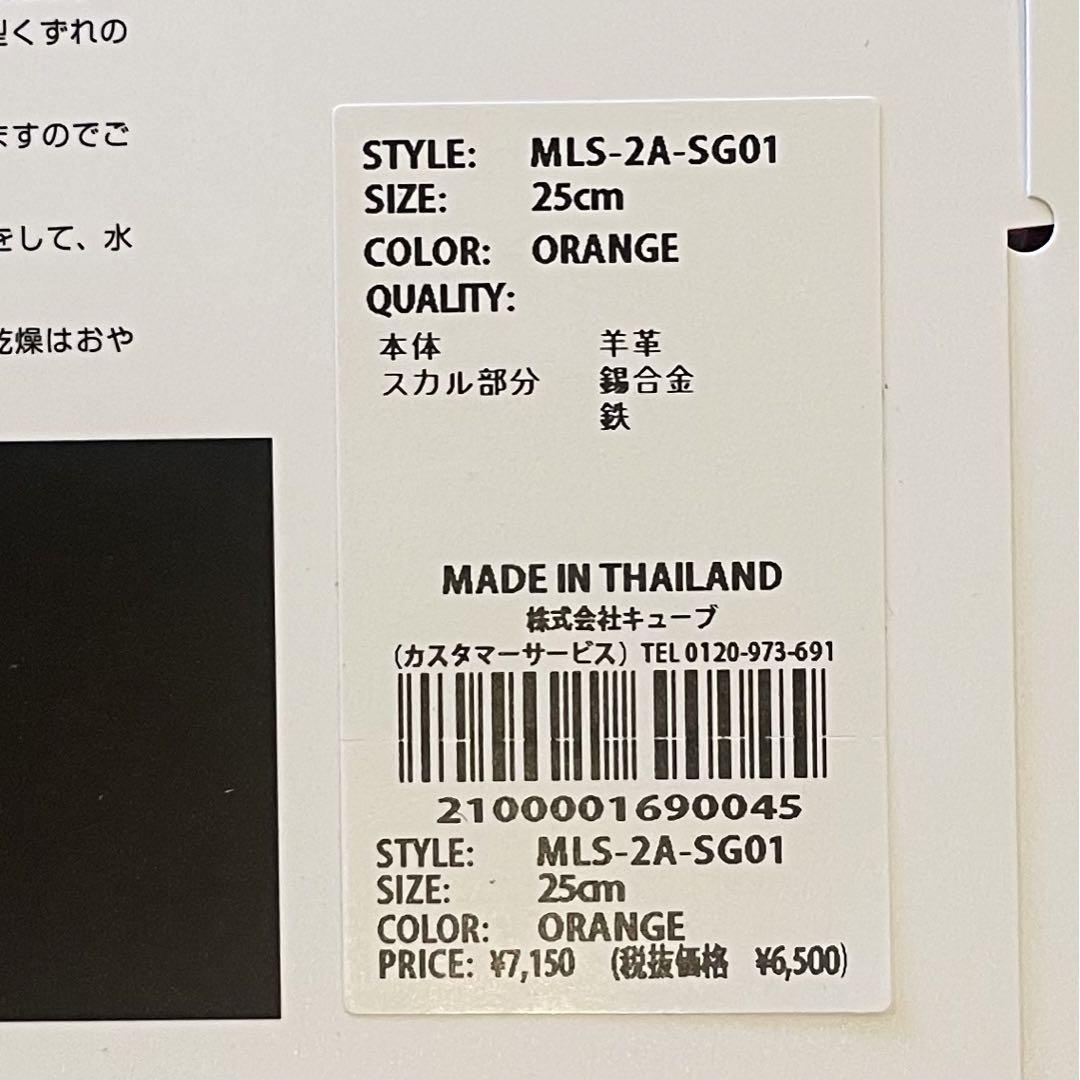 くずれの
ますのでご
をして、水
乾燥はおや
STYLE: MLS-2A-SG01
SIZE: 25cm
COLOR: ORANGE
QUALITY:
本体 羊革
スカル部分 錫合金
鉄
MADE IN THAILAND
株式会社キューブ
(カスタマーサービス) TEL 0120-973-691
2100001690045
STYLE: MLS-2A-SG01
SIZE: 25cm
COLOR: ORANGE
PRICE: ¥7,150 (税抜価格 ¥6,500)